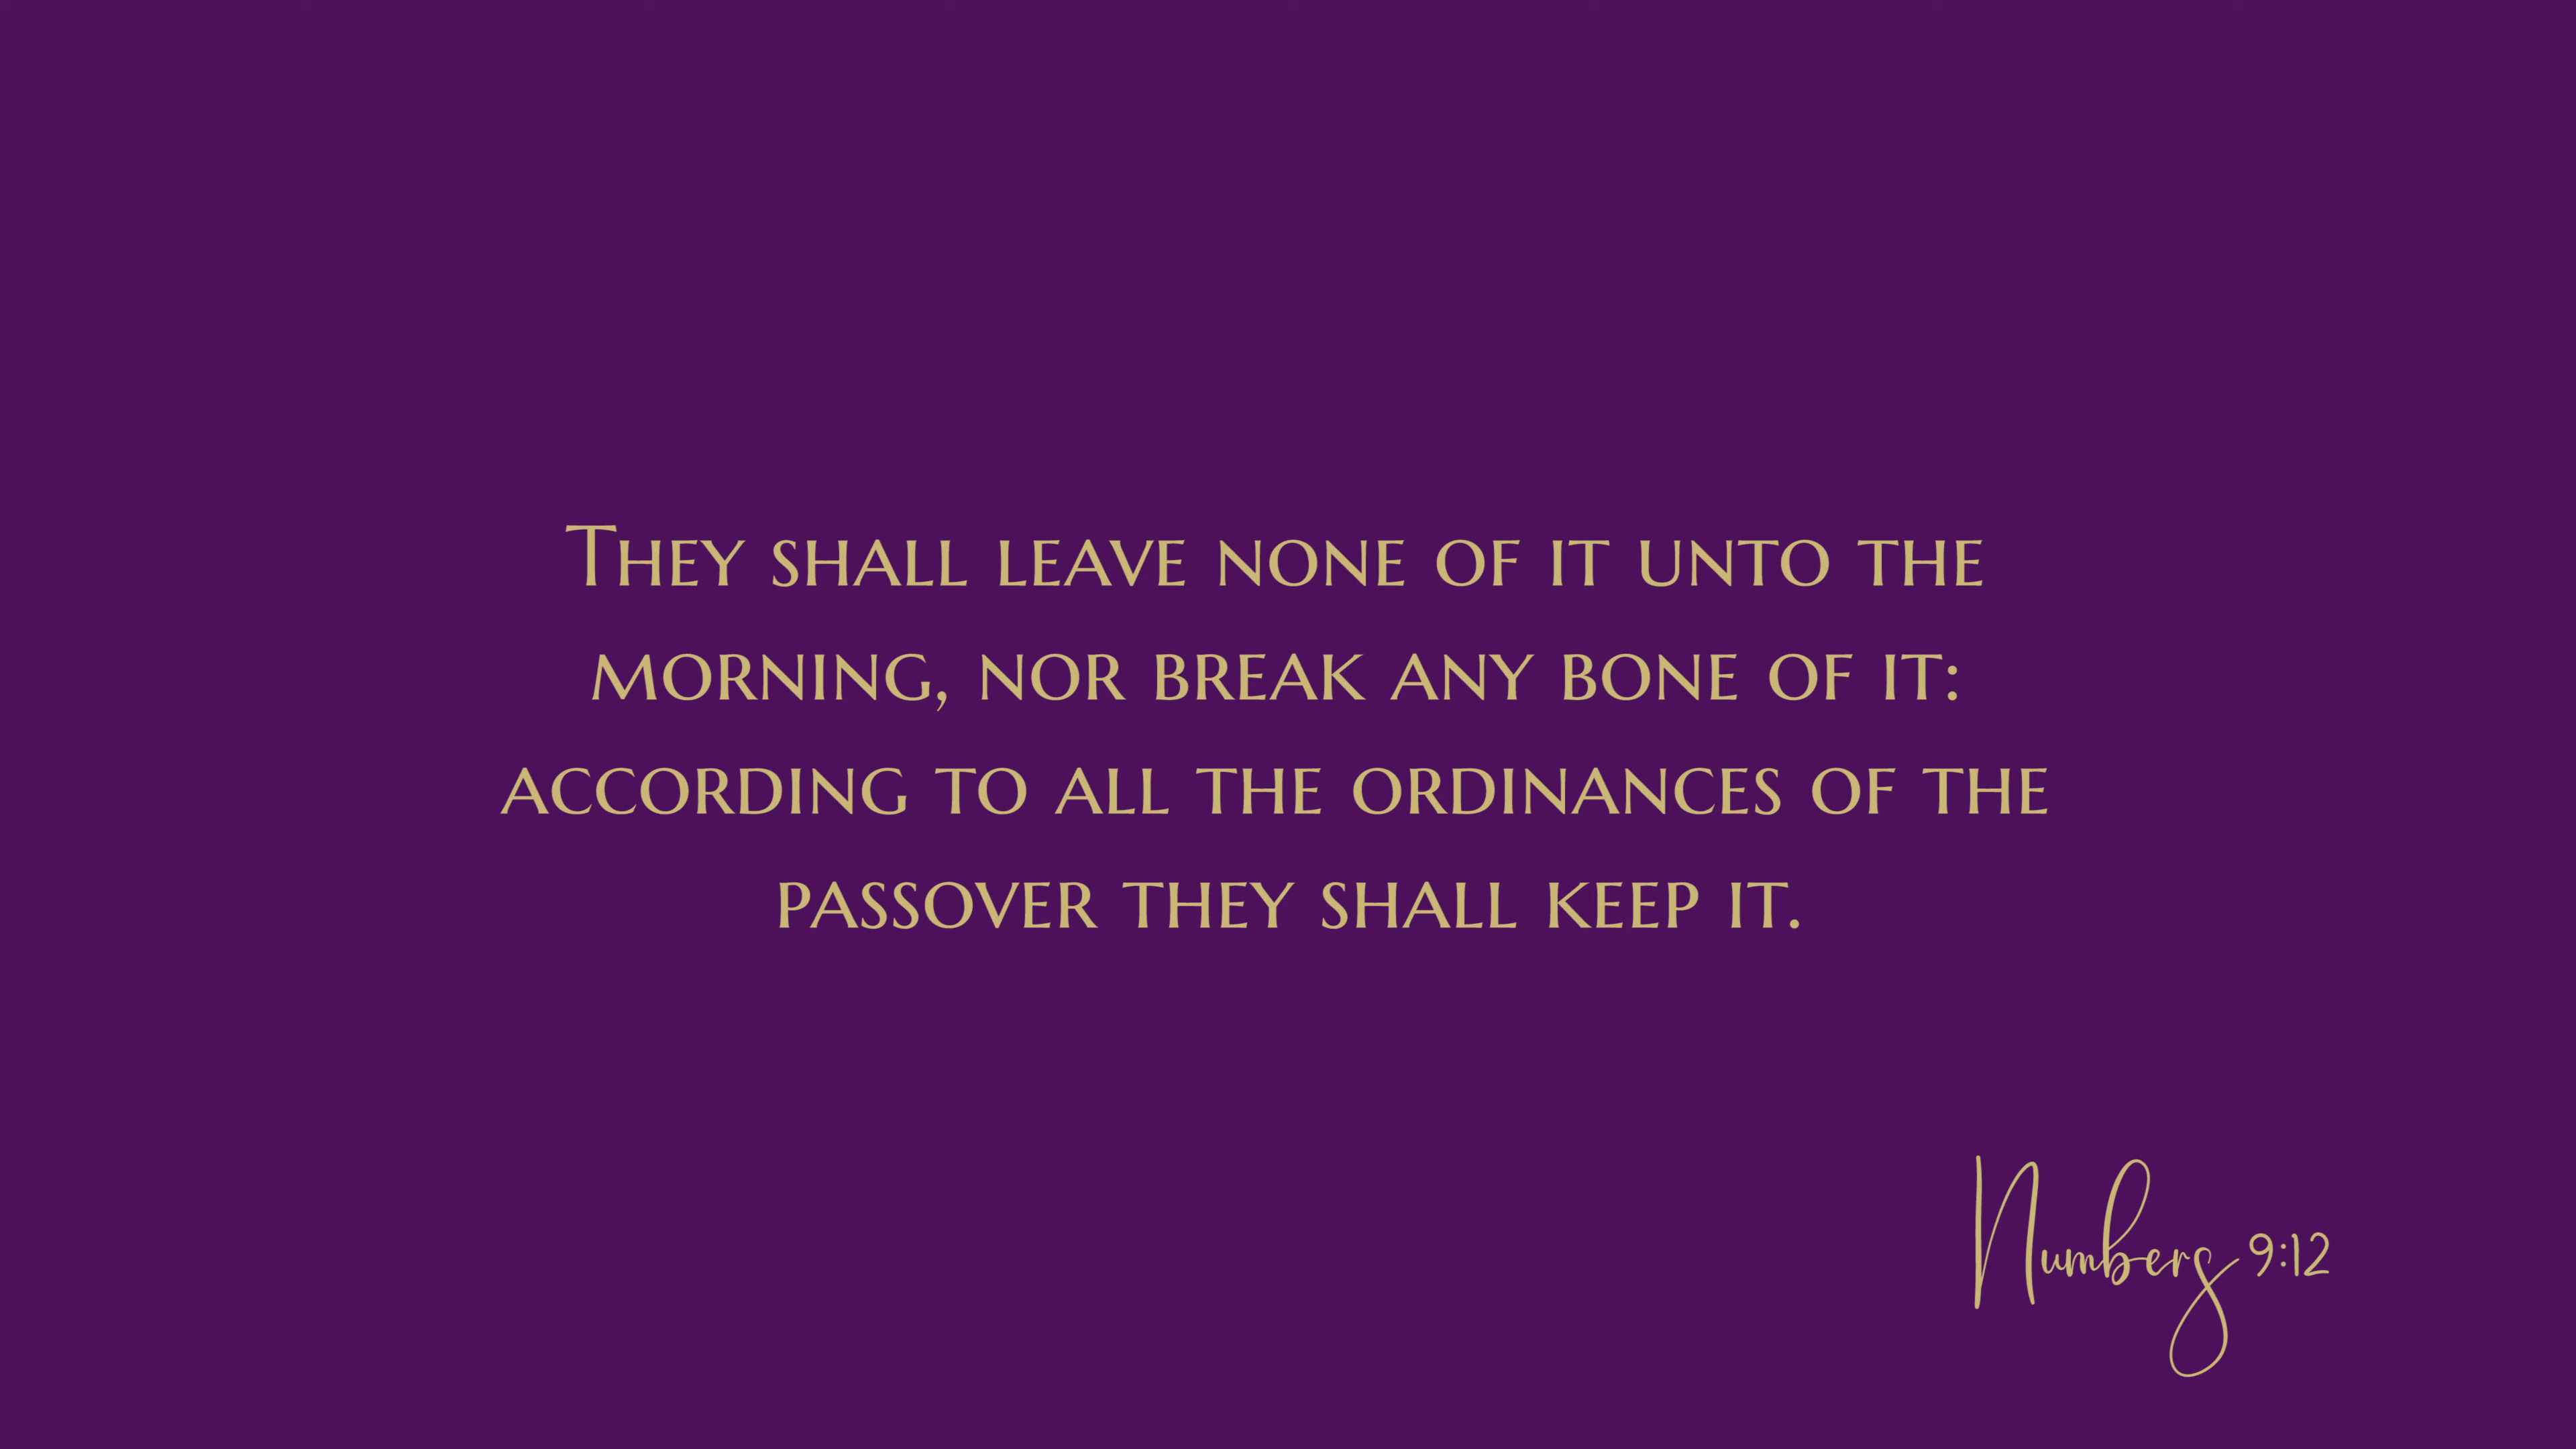 They shall leave none of it unto the
morning, nor break any bone of it:
according to all the ordinances of the
passover they shall keep it.
Numbers 9:12